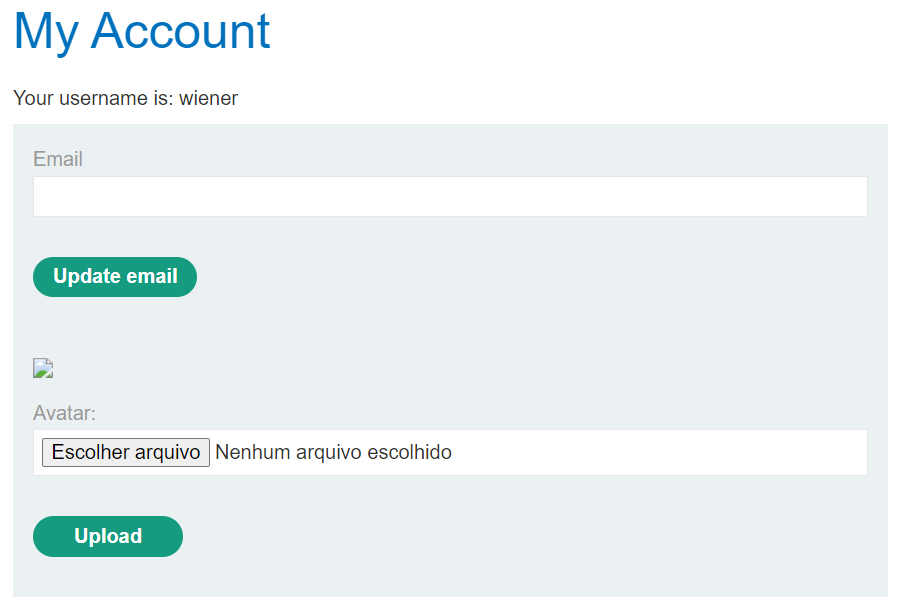 My Account
Your username is: wiener
Email
Update email
Avatar:
Escolher arquivo Nenhum arquivo escolhido
Upload